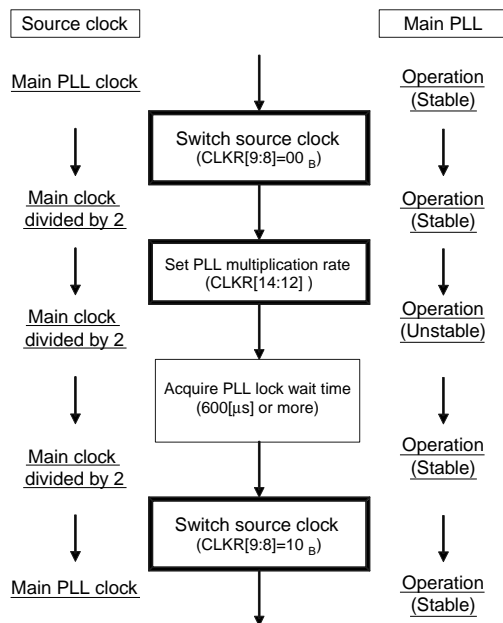 Source clock
Main PLL
Main PLL clock
Operation
(Stable)
Switch source clock
(CLKR[9:8]=00 B)
Main clock
divided by 2
Operation
(Stable)
Set PLL multiplication rate
(CLKR[14:12] )
Main clock
divided by 2
Operation
(Unstable)
Acquire PLL lock wait time
(600[μs] or more)
Main clock
divided by 2
Operation
(Stable)
Switch source clock
(CLKR[9:8]=10 B)
Main PLL clock
Operation
(Stable)